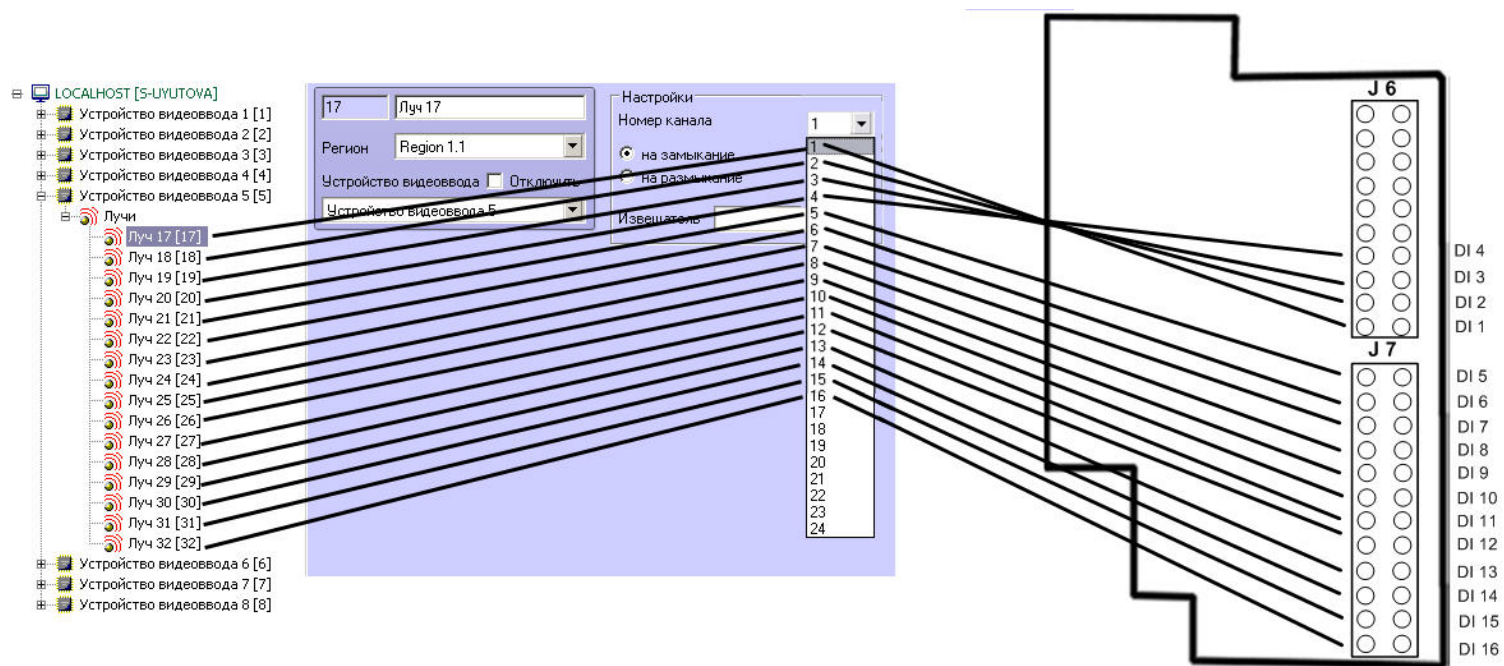 LOCALHOST [S-UYUTOVA]
Устройство видеоввода 1 [1]
Устройство видеоввода 2 [2]
Устройство видеоввода 3 [3]
Устройство видеоввода 4 [4]
Устройство видеоввода 5 [5]
Лучи
Луч 17 [17]
Луч 18 [18]
Луч 19 [19]
Луч 20 [20]
Луч 21 [21]
Луч 22 [22]
Луч 23 [23]
Луч 24 [24]
Луч 25 [25]
Луч 26 [26]
Луч 27 [27]
Луч 28 [28]
Луч 29 [29]
Луч 30 [30]
Луч 31 [31]
Луч 32 [32]
Устройство видеоввода 6 [6]
Устройство видеоввода 7 [7]
Устройство видеоввода 8 [8]
17 Луч 17
Регион Region 1.1
Устройство видеоввода Отключить
Устройство видеоввода 5
Настройки
Номер канала 1
на замыкание
на размыкание
Извещатель
1
2
3
4
5
6
7
8
9
10
11
12
13
14
15
16
17
18
19
20
21
22
23
24
J 6
DI 4
DI 3
DI 2
DI 1
J 7
DI 5
DI 6
DI 7
DI 8
DI 9
DI 10
DI 11
DI 12
DI 13
DI 14
DI 15
DI 16